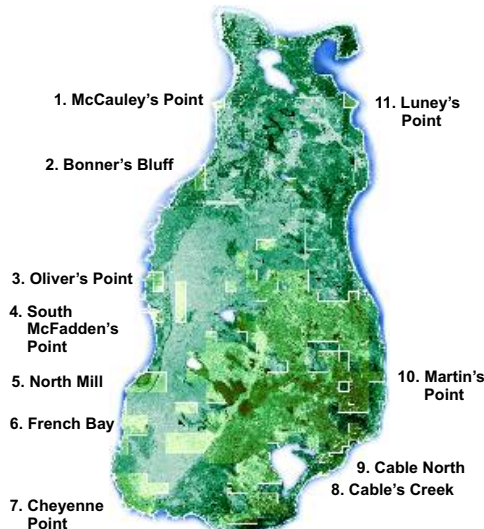 1. McCauley's Point
11. Luney's
Point
2. Bonner's Bluff
3. Oliver's Point
4. South
McFadden's
Point
5. North Mill
10. Martin's
Point
6. French Bay
9. Cable North
8. Cable's Creek
7. Cheyenne
Point